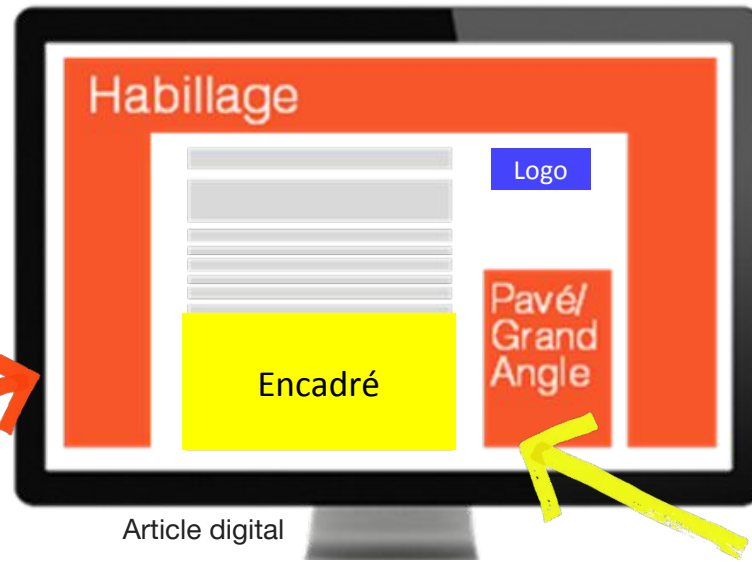 Habillage
Logo
Pavé/
Grand
Angle
Encadré
Article digital